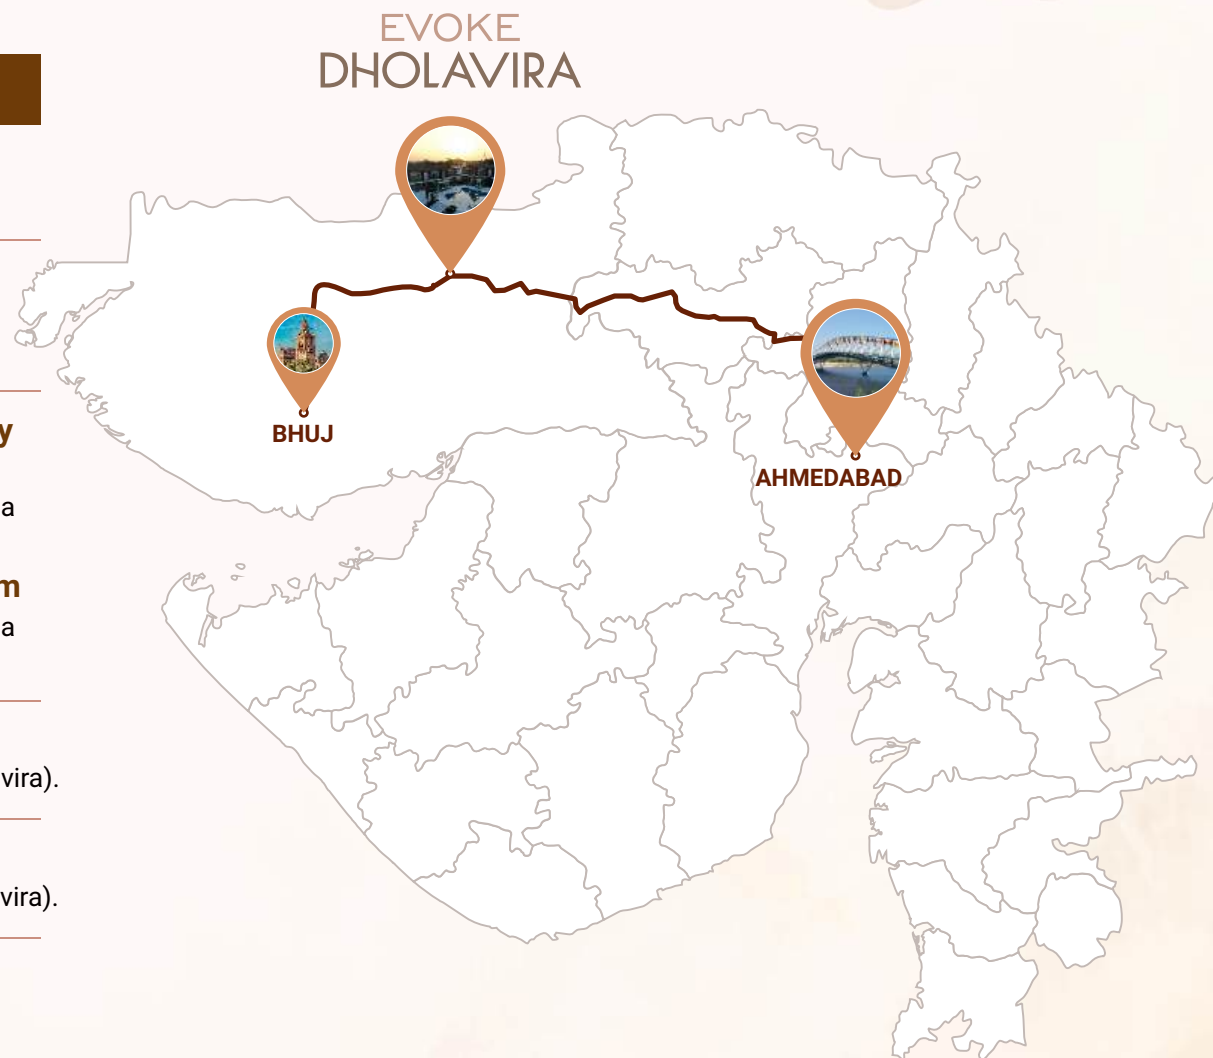 EVOKE
DHOLAVIRA
BHUJ
AHMEDABAD
y
a
m
a
vira).
vira).